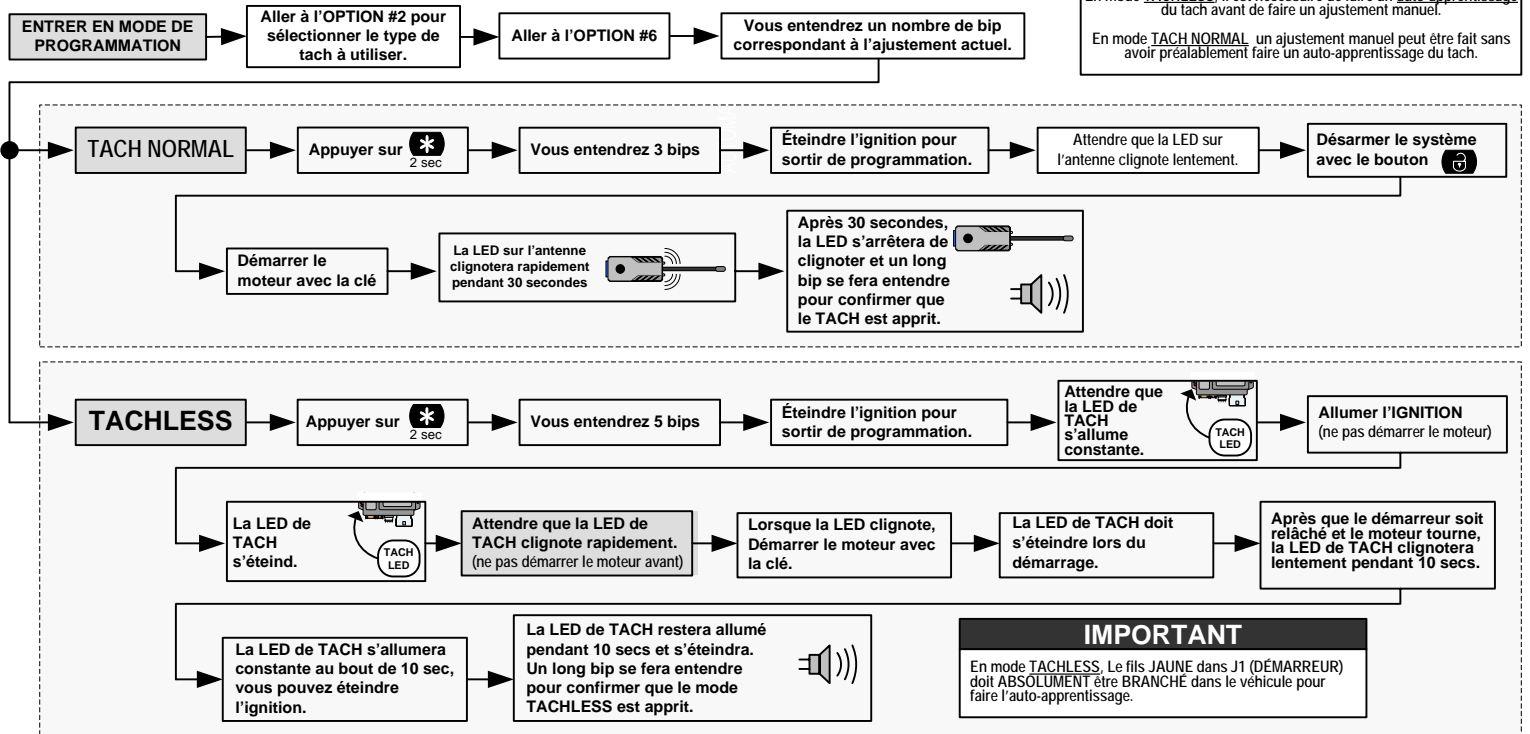 ENTRER EN MODE DE
PROGRAMMATION
Aller à l'OPTION #2 pour
sélectionner le type de
tach à utiliser.
Aller à l'OPTION #6
Vous entendrez un nombre de bip
correspondant à l'ajustement actuel.
En mode TACHLESS, il est nécessaire de faire un auto-apprentissage
du tach avant de faire un ajustement manuel.
En mode TACH NORMAL un ajustement manuel peut être fait sans
avoir préalablement faire un auto-apprentissage du tach.
TACH NORMAL
Appuyer sur
2 sec
Vous entendrez 3 bips
Éteindre l'ignition pour
sortir de programmation.
Attendre que la LED sur
l'antenne clignote lentement.
Désarmer le système
avec le bouton
Démarrer le
moteur avec la clé
La LED sur l'antenne
clignotera rapidement
pendant 30 secondes
Après 30 secondes,
la LED s'arrêtera de
clignoter et un long
bip se fera entendre
pour confirmer que
le TACH est apprit.
TACHLESS
Appuyer sur
2 sec
Vous entendrez 5 bips
Éteindre l'ignition pour
sortir de programmation.
Attendre que
la LED de
TACH
s'allume
constante.
TACH
LED
Allumer l'IGNITION
(ne pas démarrer le moteur)
La LED de
TACH
s'éteind.
TACH
LED
Attendre que la LED de
TACH clignote rapidement.
(ne pas démarrer le moteur avant)
Lorsque la LED clignote,
Démarrer le moteur avec
la clé.
La LED de TACH doit
s'éteindre lors du
démarrage.
Après que le démarreur soit
relâché et le moteur tourne,
la LED de TACH clignotera
lentement pendant 10 secs.
La LED de TACH s'allumera
constante au bout de 10 sec,
vous pouvez éteindre
l'ignition.
La LED de TACH restera allumé
pendant 10 secs et s'éteindra.
Un long bip se fera entendre
pour confirmer que le mode
TACHLESS est apprit.
IMPORTANT
En mode TACHLESS, Le fils JAUNE dans J1 (DÉMARREUR)
doit ABSOLUMENT être BRANCHÉ dans le véhicule pour
faire l'auto-apprentissage.